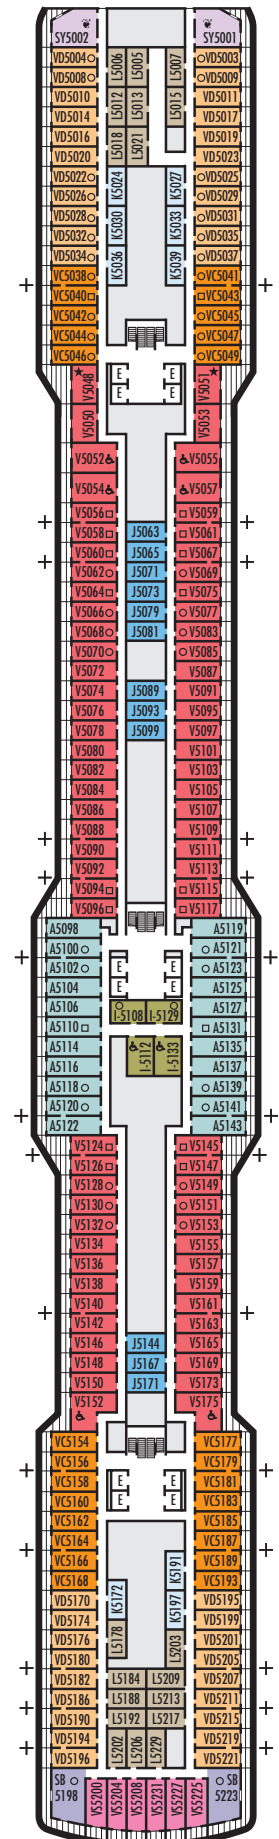 SY5002 SY5001
VD5004 L5006 L5005 L5007 VD5003
VD5008 VD5009
VD5010 L5012 L5013 L5015 VD5011
VD5014 VD5017
VD5016 L5018 L5021 VD5019
VD5020 VD5023
VD5022 K5024 K5027 VD5025
VD5026 VD5029
VD5028 K5030 K5033 VD5031
VD5032 VD5035
VD5034 K5036 K5039 VD5037
VC5038 VC5041
VC5040 VC5043
VC5042 VC5045
VC5044 VC5047
VC5046 VC5049
V5048 E E V5051
V5050 E E V5053
V5052 V5055
V5054 V5057
V5056 V5059
V5058 J5063 V5061
V5060 J5065 V5067
V5062 J5071 V5069
V5064 J5073 V5075
V5066 J5079 V5077
V5068 J5081 V5083
V5070 V5085
V5072 V5087
V5074 J5089 V5091
V5076 J5093 V5095
V5078 J5099 V5097
V5080 V5101
V5082 V5103
V5084 V5105
V5086 V5107
V5088 V5109
V5090 V5111
V5092 V5113
V5094 V5115
V5096 V5117
A5098 A5119
A5100 A5121
A5102 E E A5123
A5104 E E A5125
A5106 I-5108 I-5129 A5127
A5110 A5131
A5114 I-5112 I-5133 A5135
A5116 A5137
A5118 A5139
A5120 A5141
A5122 A5143
V5124 V5145
V5126 V5147
V5128 V5149
V5130 V5151
V5132 V5153
V5134 V5155
V5136 V5157
V5138 V5159
V5140 V5161
V5142 V5163
V5146 J5144 V5165
V5148 J5167 V5169
V5150 J5171 V5173
V5152 V5175
VC5154 VC5177
VC5156 VC5179
VC5158 E E VC5181
VC5160 E E VC5183
VC5162 VC5185
VC5164 VC5187
VC5166 K5191 VC5189
VC5168 K5172 VC5193
VD5170 K5197 VD5195
VD5174 L5178 VD5199
VD5176 L5203 VD5201
VD5180 VD5205
VD5182 L5184 L5209 VD5207
VD5186 L5188 L5213 VD5211
VD5190 L5192 L5217 VD5215
VD5194 L5202 L5206 L5229 VD5219
VD5196 VD5221
SB 5198 VS5200 VS5204 VS5208 VS5231 VS5227 VS5225 SB 5223